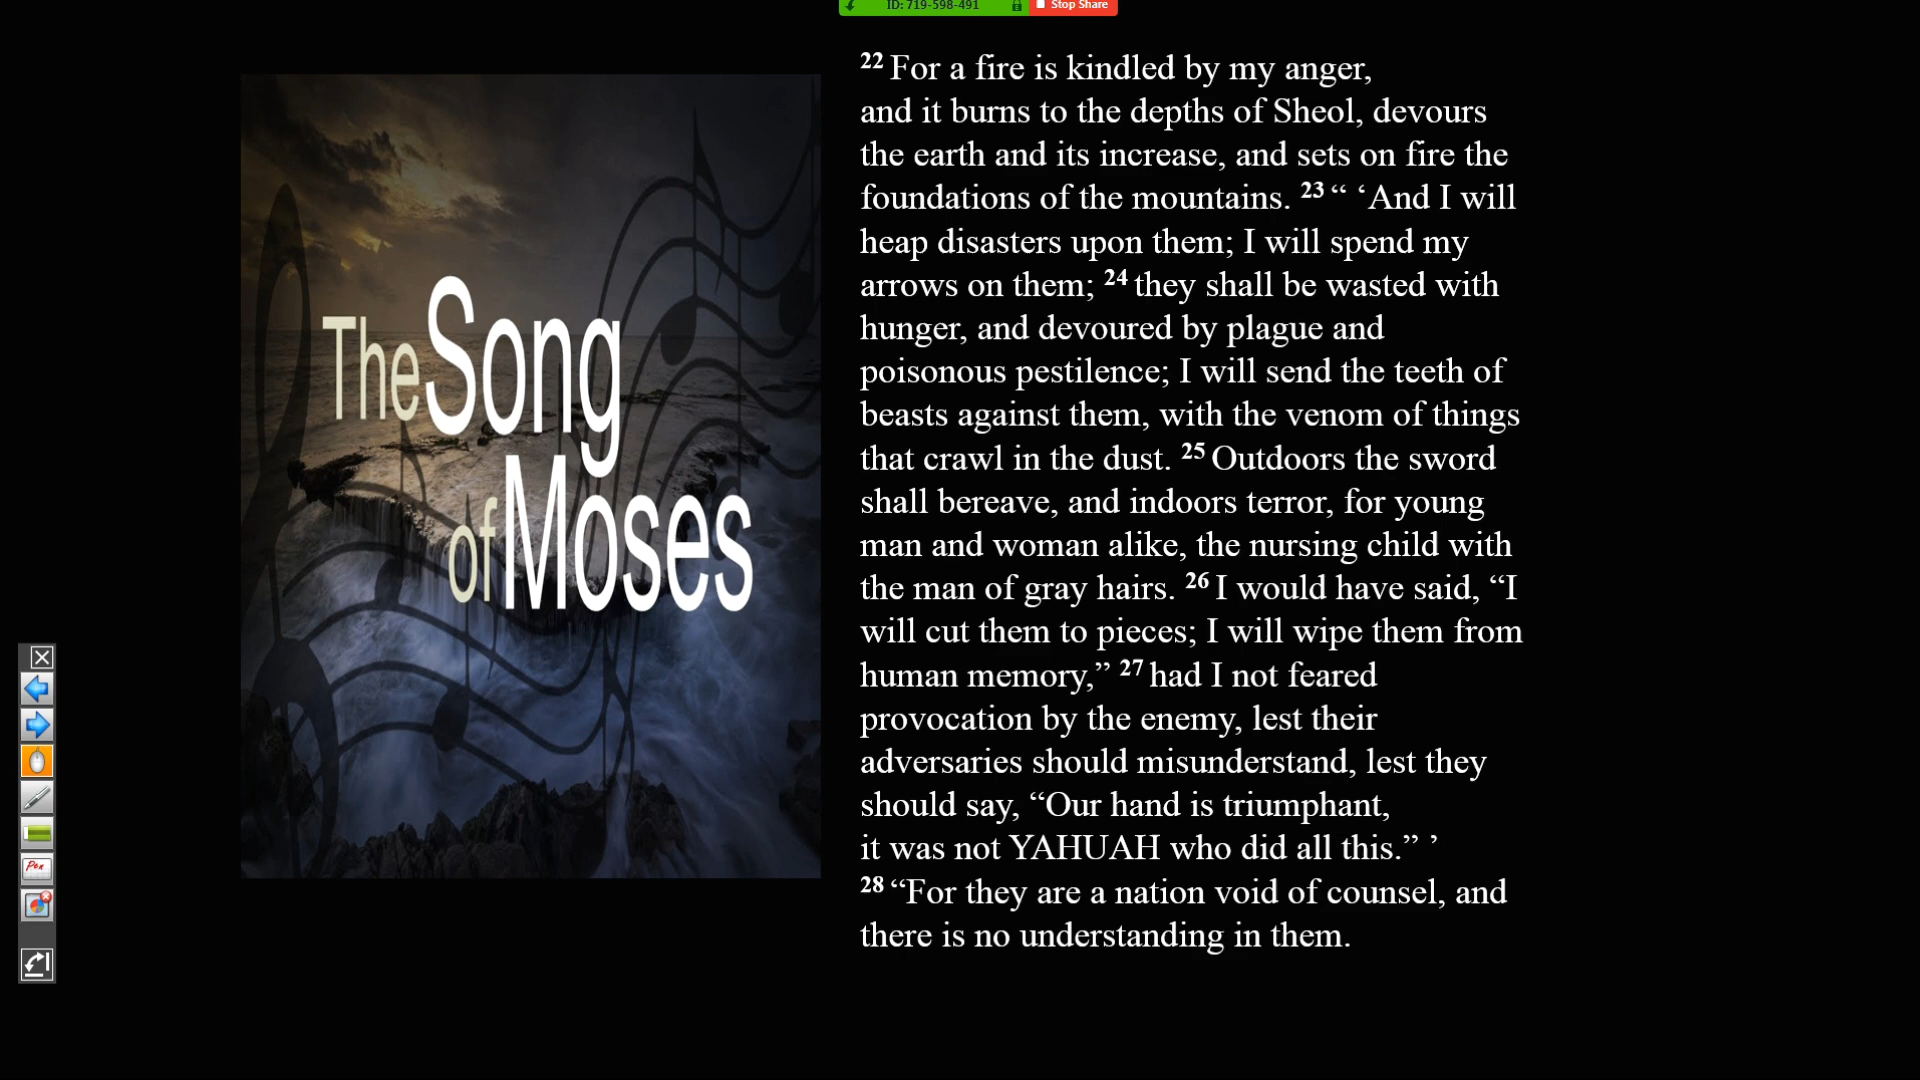 ID: 719-598-491
Stop Share
The Song
of Moses
22 For a fire is kindled by my anger,
and it burns to the depths of Sheol, devours
the earth and its increase, and sets on fire the
foundations of the mountains. 23 “ ‘And I will
heap disasters upon them; I will spend my
arrows on them; 24 they shall be wasted with
hunger, and devoured by plague and
poisonous pestilence; I will send the teeth of
beasts against them, with the venom of things
that crawl in the dust. 25 Outdoors the sword
shall bereave, and indoors terror, for young
man and woman alike, the nursing child with
the man of gray hairs. 26 I would have said, “I
will cut them to pieces; I will wipe them from
human memory,” 27 had I not feared
provocation by the enemy, lest their
adversaries should misunderstand, lest they
should say, “Our hand is triumphant,
it was not YAHUAH who did all this.” ’
28 “For they are a nation void of counsel, and
there is no understanding in them.
Pen